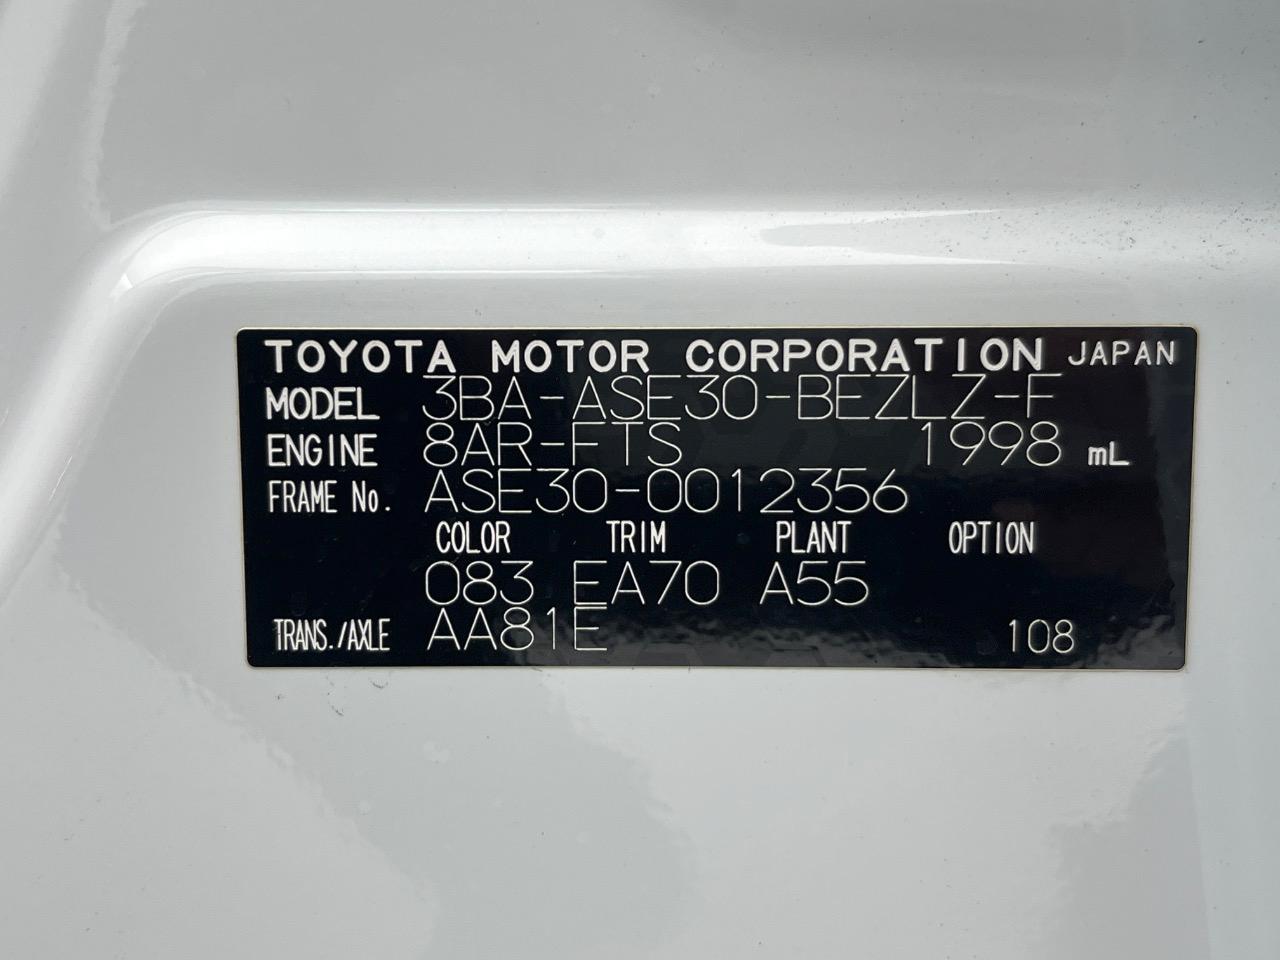 TOYOTA MOTOR CORPORATION JAPAN
MODEL 3BA-ASE30-BEZLZ-F
ENGINE 8AR-FTS 1998 mL
FRAME No. ASE30-0012356
COLOR TRIM PLANT OPTION
083 EA70 A55
TRANS./AXLE AA81E 108